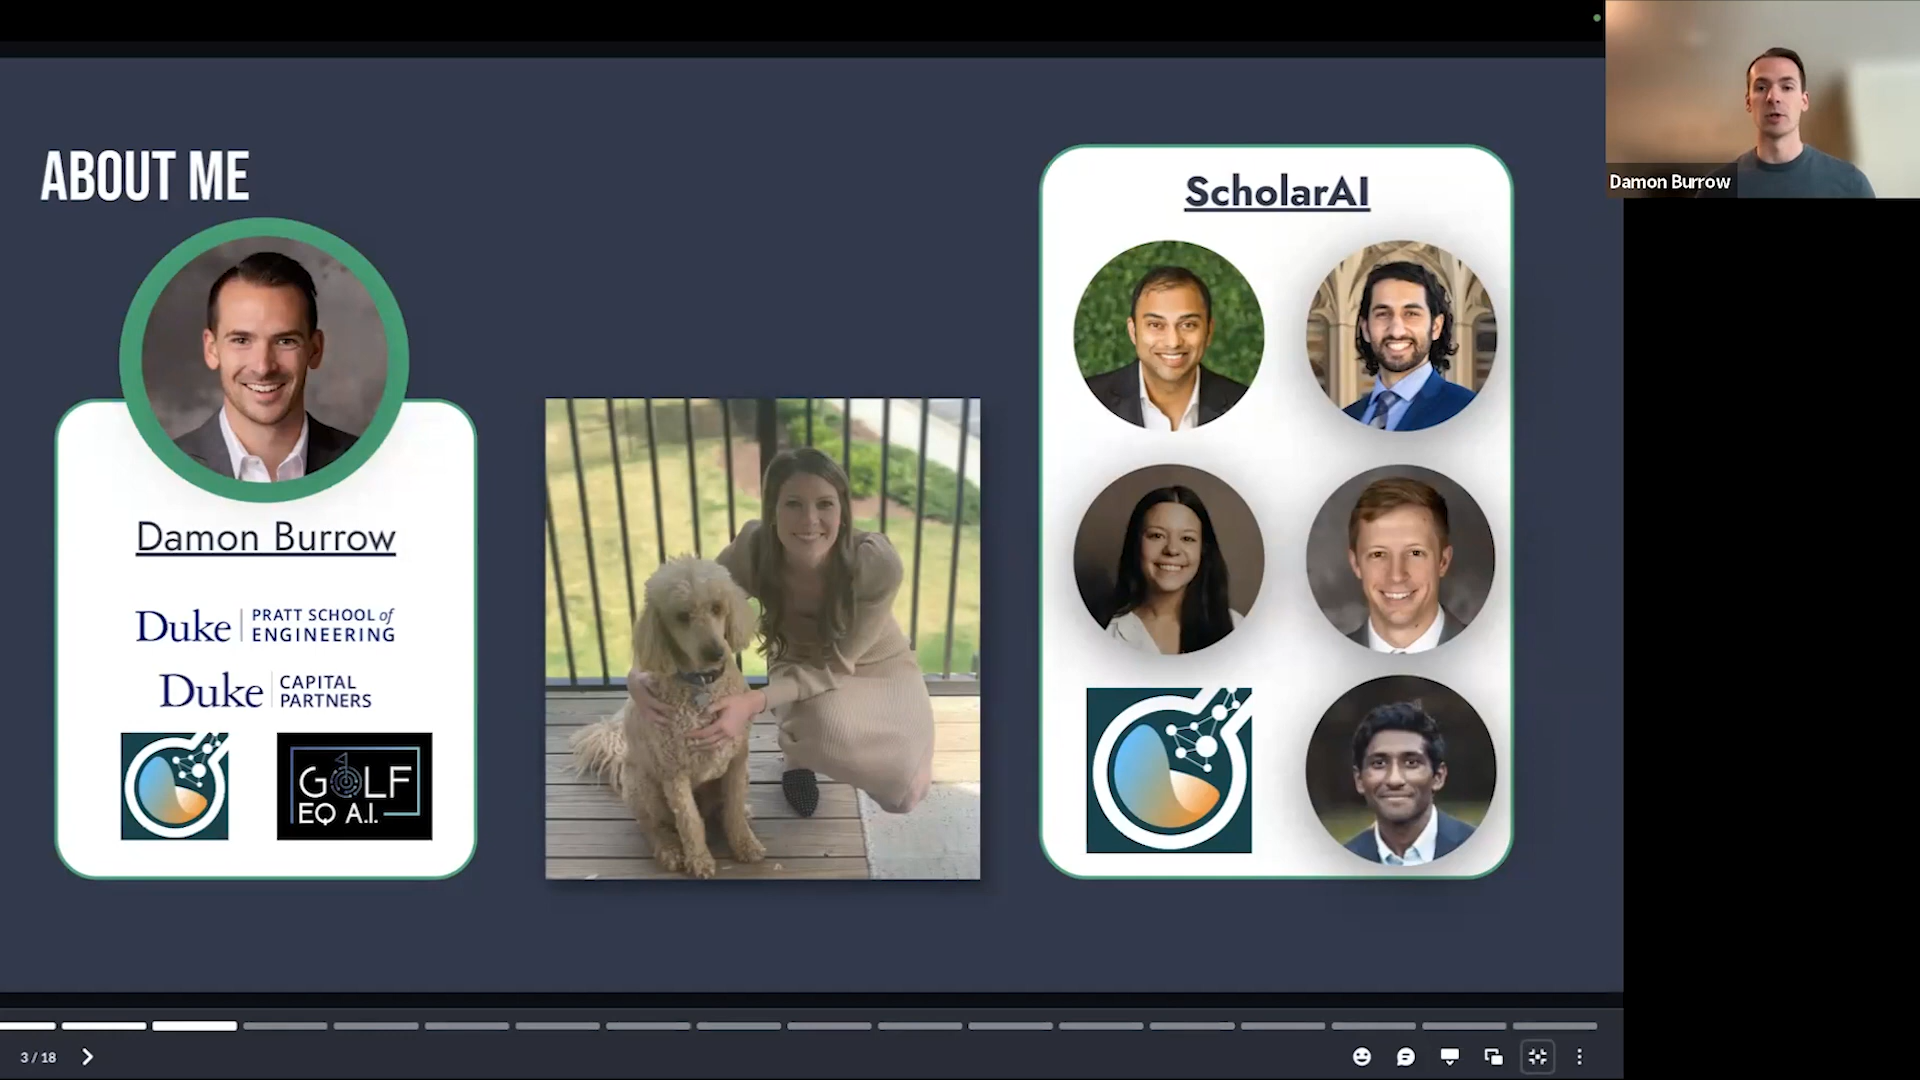 ABOUT ME
Damon Burrow
Duke
PRATT SCHOOL of
ENGINEERING
Duke
CAPITAL
PARTNERS
GOLF
EQ A.I.
ScholarAI
Damon Burrow
3 / 18